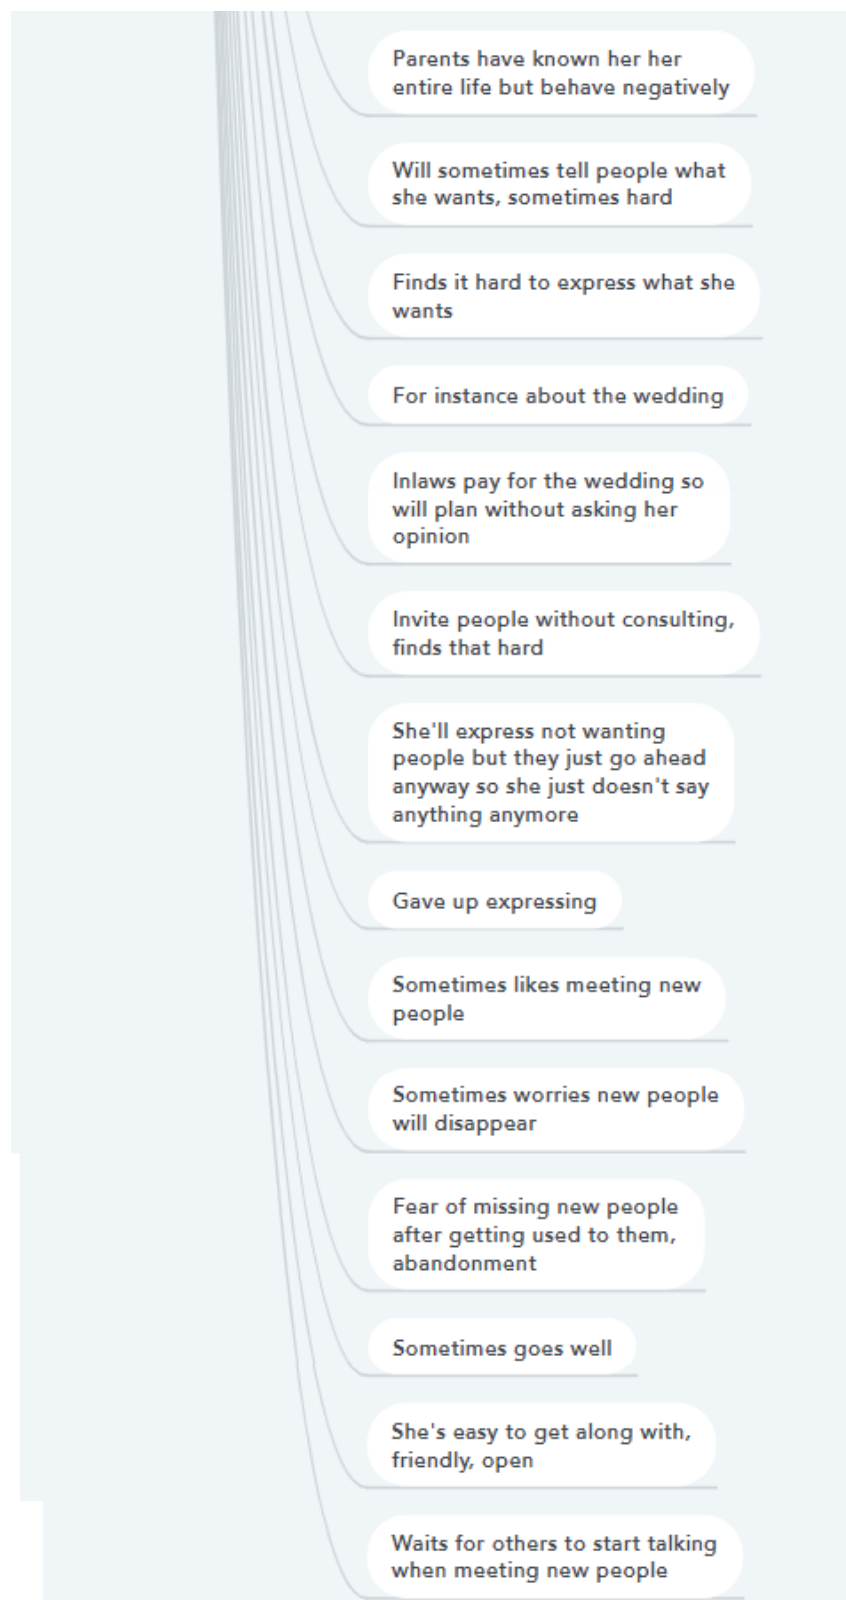 Parents have known her her
entire life but behave negatively
Will sometimes tell people what
she wants, sometimes hard
Finds it hard to express what she
wants
For instance about the wedding
Inlaws pay for the wedding so
will plan without asking her
opinion
Invite people without consulting,
finds that hard
She'll express not wanting
people but they just go ahead
anyway so she just doesn't say
anything anymore
Gave up expressing
Sometimes likes meeting new
people
Sometimes worries new people
will disappear
Fear of missing new people
after getting used to them,
abandonment
Sometimes goes well
She's easy to get along with,
friendly, open
Waits for others to start talking
when meeting new people